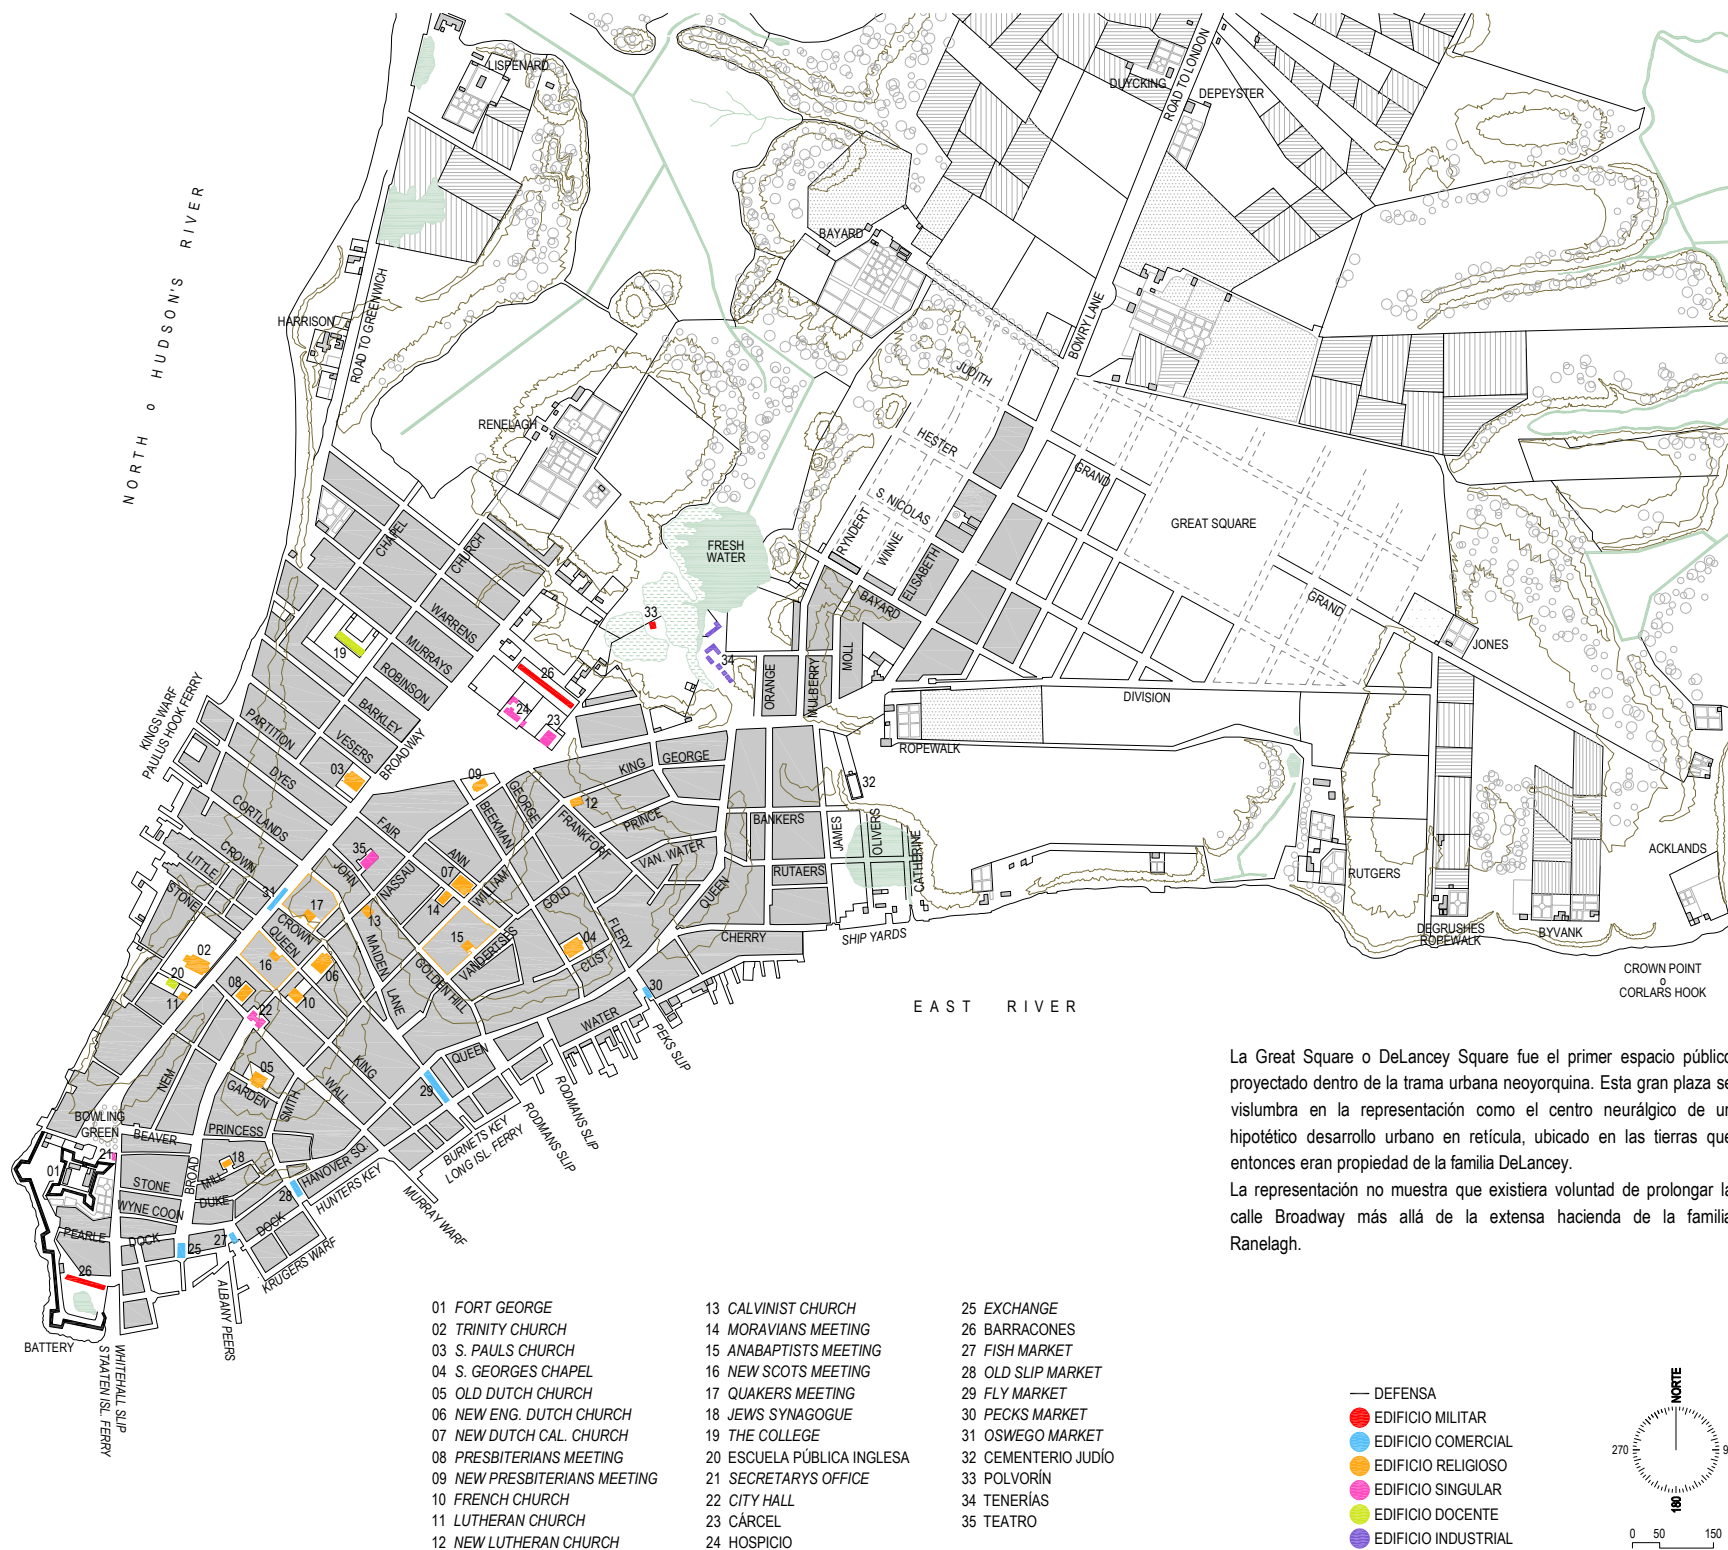 LISPENARD
DUYCKING
DEPEYSTER
ROAD TO LONDON
NORTH o HUDSON'S RIVER
BAYARD
HARRISON
ROAD TO GREENWICH
BOWRY LANE
JUDITH
RENELAGH
HESTER
GRAND
S. NICOLAS
GREAT SQUARE
CHAPEL
CHURCH
FRESH
WATER
RYNDERT
WINNE
ELISABETH
BAYARD
GRAND
JONES
WARRENS
MURRAYS
ROBINSON
BARKLEY
VESERS
BROADWAY
PARTITION
DYES
CORTLANDS
CROWN
LITTLE
STONE
KINGS WARF
PAULUS HOOK FERRY
19
33
34
26
24
23
ORANGE
MULBERRY
MOLL
DIVISION
ROPEWALK
32
03
09
12
KING
GEORGE
GEORGE
BEEKMAN
FRANKFORT
PRINCE
VAN. WATER
BANKERS
RUTAERS
JAMES
OLIVERS
CATHERINE
RUTGERS
ACKLANDS
DEGRUSHES
ROPEWALK
BYVANK
CROWN POINT
o
CORLARS HOOK
FAIR
35
JOHN
NASSAU
ANN
07
14
WILLIAM
GOLD
QUEEN
CHERRY
SHIP YARDS
31
17
13
15
04
FLERY
CLIST
VANDERTSES
GOLDEN HILL
MAIDEN
LANE
CROWN
QUEEN
02
20
11
16
06
08
10
22
30
PEKS SLIP
WATER
EAST RIVER
QUEEN
KING
WALL
05
GARDEN
SMITH
29
NEM
RODMANS SLIP
RODMANS SLIP
BURNETS KEY
LONG ISL. FERRY
BOWLING
GREEN
BEAVER
PRINCESS
21
01
STONE
BROAD
MILL
18
HANOVER SQ.
HUNTERS KEY
MURRAY WARF
WYNE COON
DUKE
28
PEARLE
DOCK
25
27
DOCK
KRUGERS WARF
26
ALBANY PEERS
BATTERY
WHITEHALL SLIP
STAATEN ISL. FERRY
La Great Square o DeLancey Square fue el primer espacio público
proyectado dentro de la trama urbana neoyorquina. Esta gran plaza se
vislumbra en la representación como el centro neurálgico de un
hipotético desarrollo urbano en retícula, ubicado en las tierras que
entonces eran propiedad de la familia DeLancey.
La representación no muestra que existiera voluntad de prolongar la
calle Broadway más allá de la extensa hacienda de la familia
Ranelagh.
01 FORT GEORGE
02 TRINITY CHURCH
03 S. PAULS CHURCH
04 S. GEORGES CHAPEL
05 OLD DUTCH CHURCH
06 NEW ENG. DUTCH CHURCH
07 NEW DUTCH CAL. CHURCH
08 PRESBITERIANS MEETING
09 NEW PRESBITERIANS MEETING
10 FRENCH CHURCH
11 LUTHERAN CHURCH
12 NEW LUTHERAN CHURCH
13 CALVINIST CHURCH
14 MORAVIANS MEETING
15 ANABAPTISTS MEETING
16 NEW SCOTS MEETING
17 QUAKERS MEETING
18 JEWS SYNAGOGUE
19 THE COLLEGE
20 ESCUELA PÚBLICA INGLESA
21 SECRETARYS OFFICE
22 CITY HALL
23 CÁRCEL
24 HOSPICIO
25 EXCHANGE
26 BARRACONES
27 FISH MARKET
28 OLD SLIP MARKET
29 FLY MARKET
30 PECKS MARKET
31 OSWEGO MARKET
32 CEMENTERIO JUDÍO
33 POLVORÍN
34 TENERÍAS
35 TEATRO
DEFENSA
EDIFICIO MILITAR
EDIFICIO COMERCIAL
EDIFICIO RELIGIOSO
EDIFICIO SINGULAR
EDIFICIO DOCENTE
EDIFICIO INDUSTRIAL
NORTE
270
9
180
0 50 150